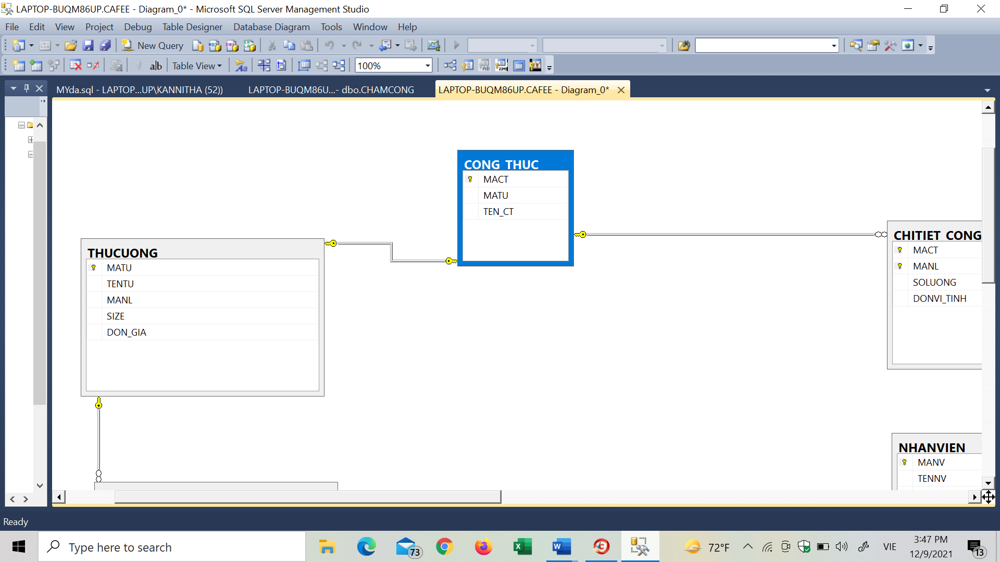 LAPTOP-BUQM86UP.CAFEE - Diagram_0* - Microsoft SQL Server Management Studio
File Edit View Project Debug Table Designer Database Diagram Tools Window Help
New Query
Table View
100%
MYda.sql - LAPTOP...UP\KANNITHA (52))
LAPTOP-BUQM86U...- dbo.CHAMCONG
LAPTOP-BUQM86UP.CAFEE - Diagram_0*
CONG_THUC
MACT
MATU
TEN_CT
THUCUONG
MATU
TENTU
MANL
SIZE
DON_GIA
CHITIET_CONG
MACT
MANL
SOLUONG
DONVI_TINH
NHANVIEN
MANV
TENNV
Ready
Type here to search
73
72°F
VIE
3:47 PM
12/9/2021
13